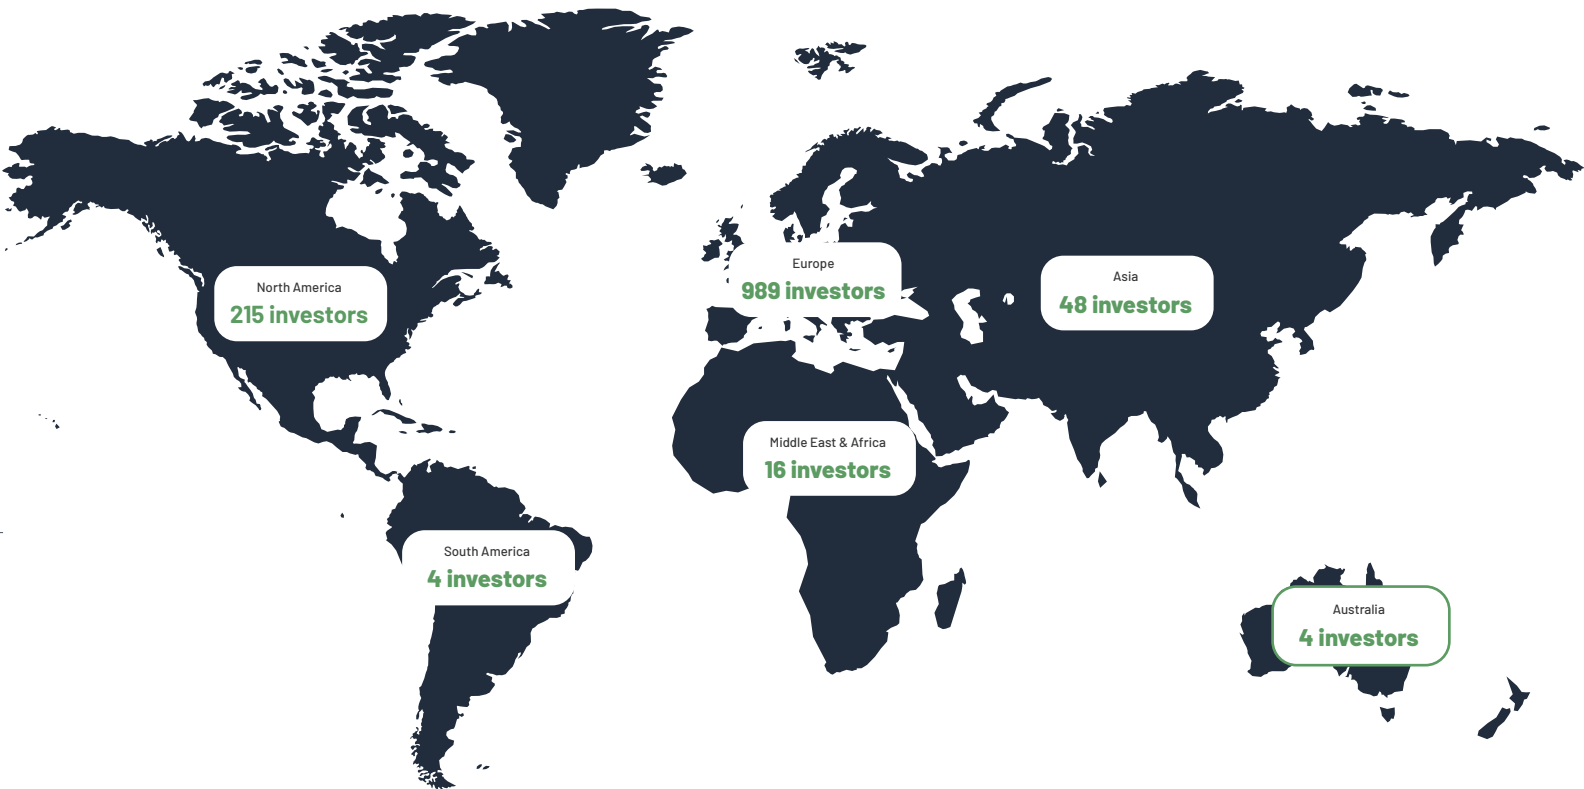 North America
215 investors
Europe
989 investors
Asia
48 investors
Middle East & Africa
16 investors
South America
4 investors
Australia
4 investors